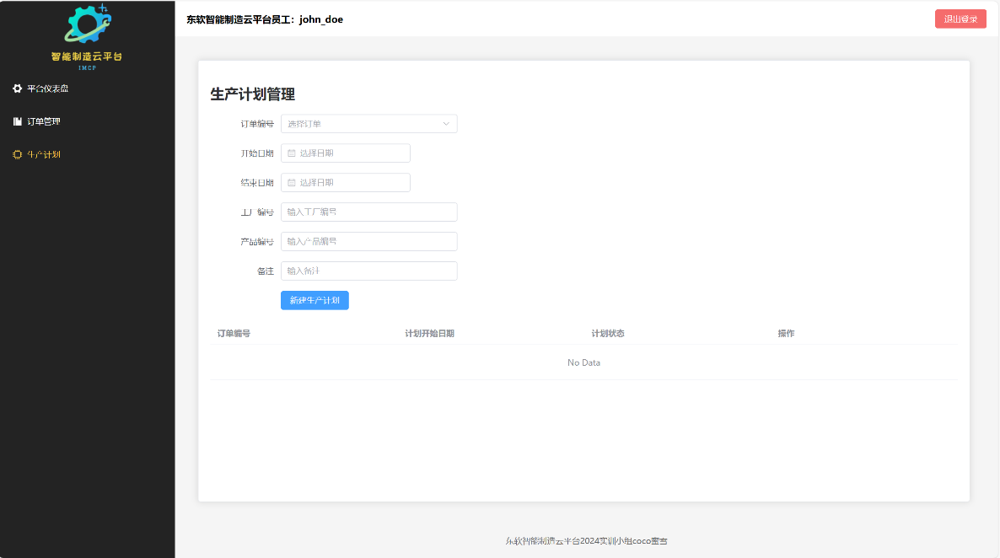 智能制造云平台
IMCP
平台仪表盘
订单管理
生产计划
东软智能制造云平台员工：john_doe
退出登录
生产计划管理
订单编号 选择订单
开始日期 选择日期
结束日期 选择日期
工厂编号 输入工厂编号
产品编号 输入产品编号
备注 输入备注
新建生产计划
订单编号 计划开始日期 计划状态 操作
No Data
东软智能制造云平台2024实训小组coco蜜雪